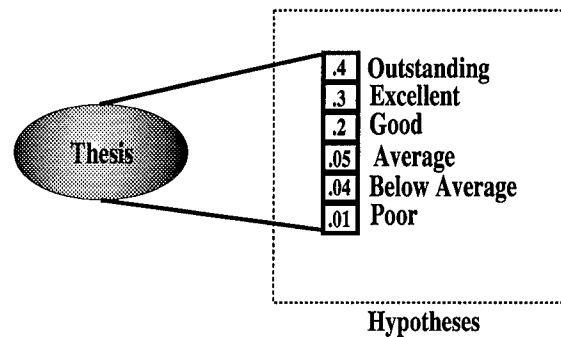 .4 Outstanding
.3 Excellent
.2 Good
Thesis
.05 Average
.04 Below Average
.01 Poor
Hypotheses